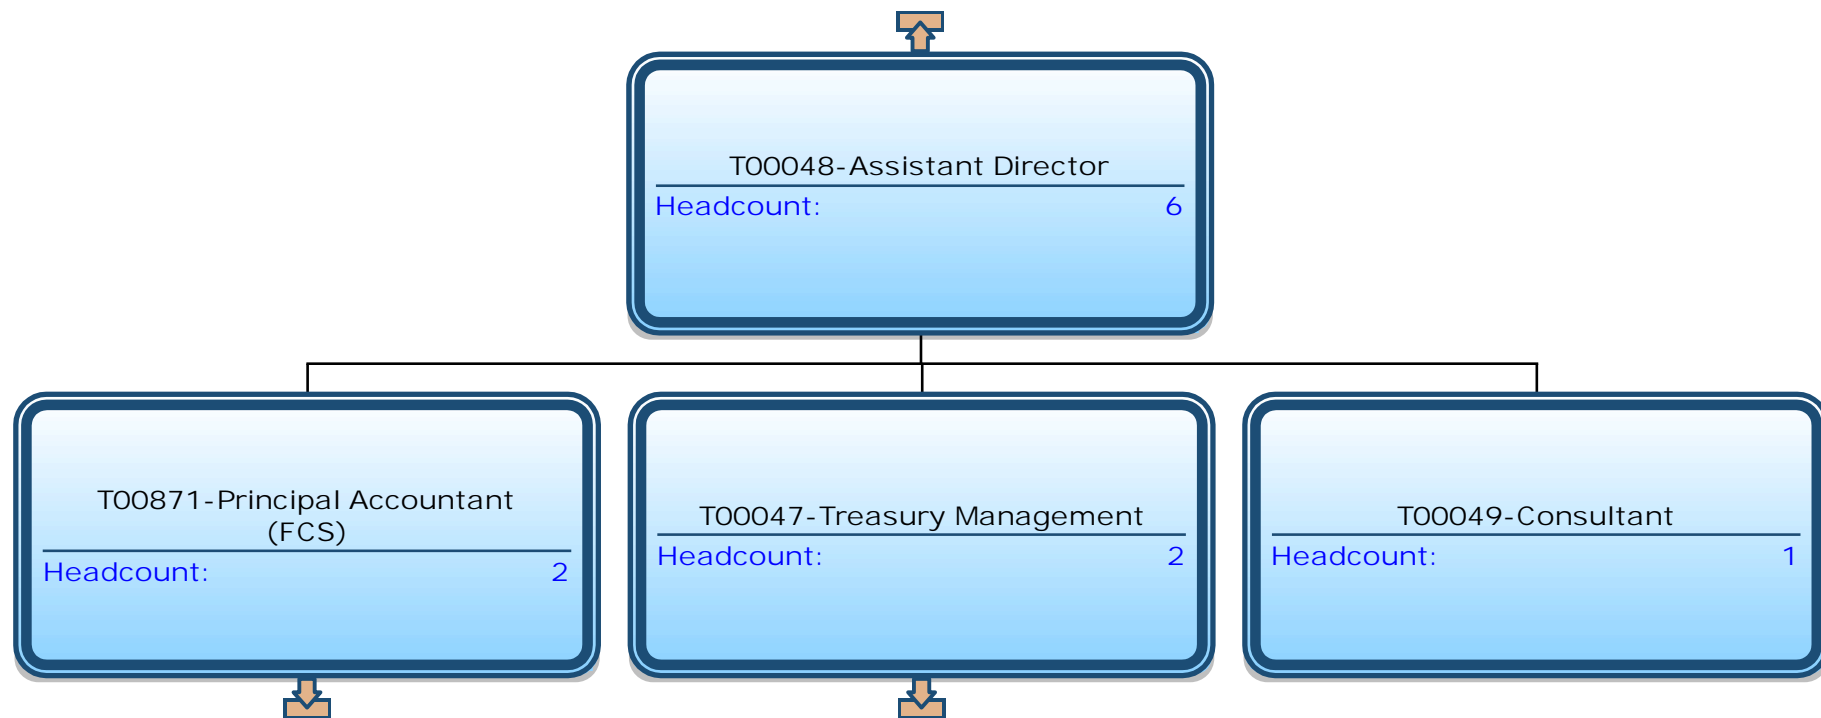 T00048-Assistant Director
Headcount: 6
T00871-Principal Accountant
(FCS)
Headcount: 2
T00047-Treasury Management
Headcount: 2
T00049-Consultant
Headcount: 1